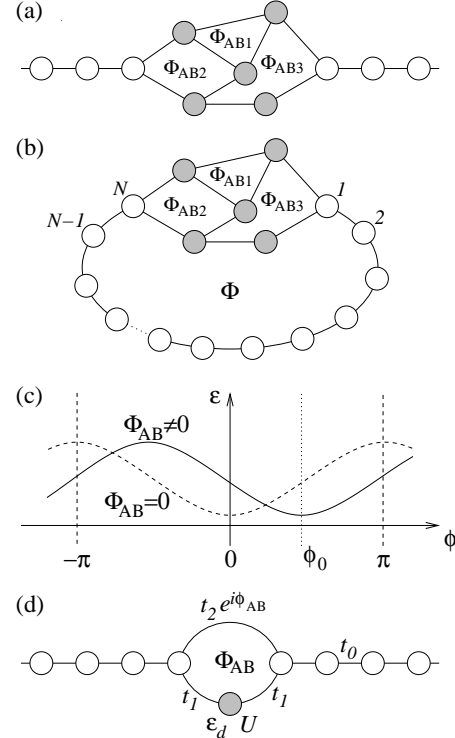 (a)
Φ_AB1
Φ_AB2 Φ_AB3
(b)
Φ_AB1
N Φ_AB2 Φ_AB3 1
N−1 2
Φ
(c) ε
Φ_AB≠0
Φ_AB=0
−π 0 ϕ_0 π ϕ
(d) t_2 e^{iϕ_AB}
Φ_AB t_0
t_1 t_1
ε_d U